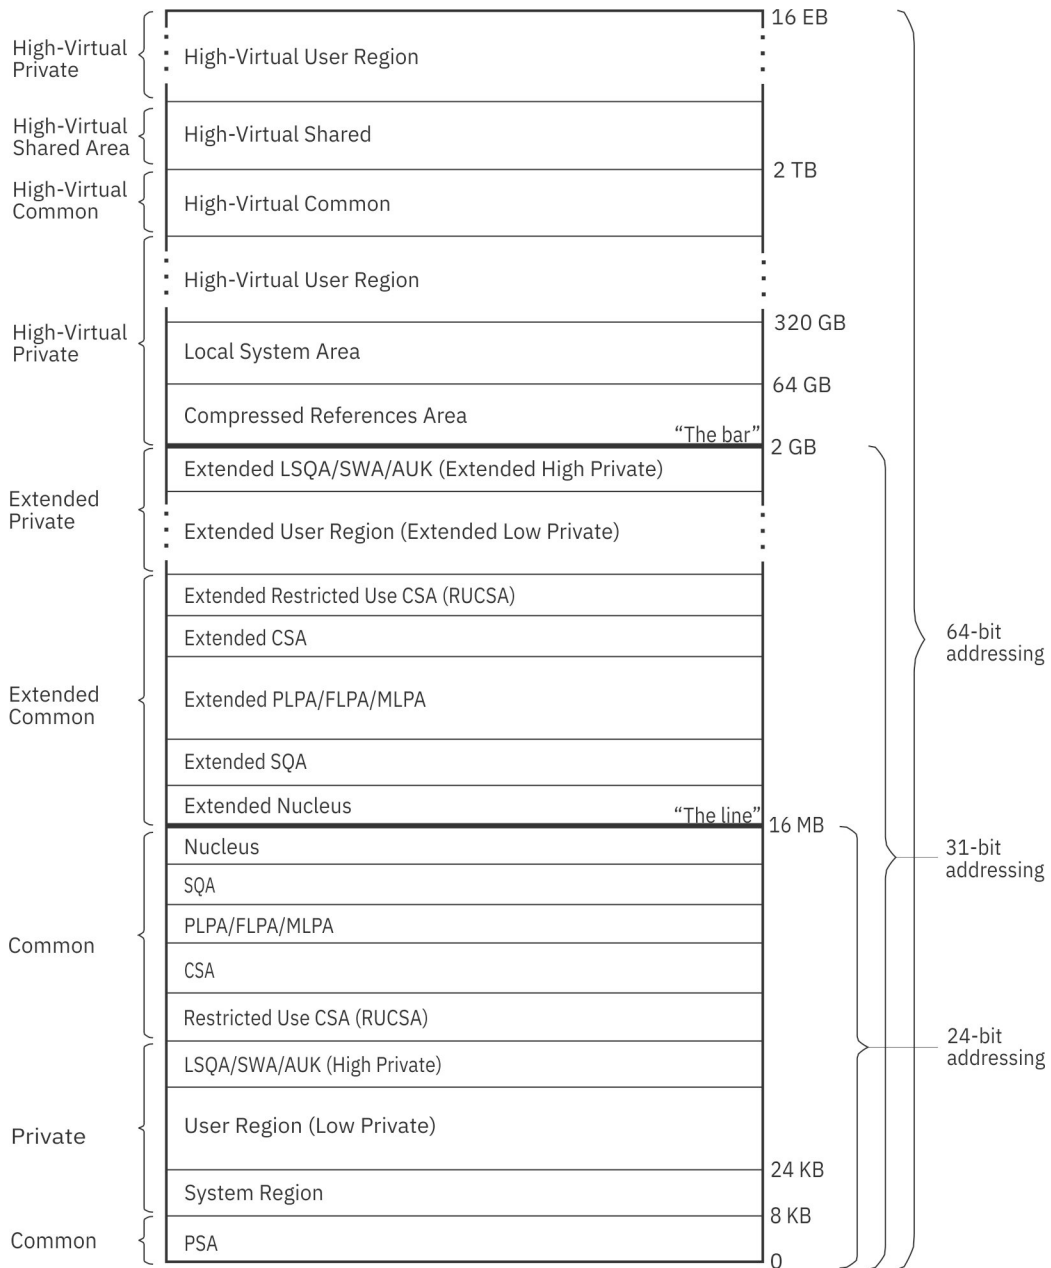 16 EB
High-Virtual
Private
High-Virtual User Region
High-Virtual
Shared Area
High-Virtual Shared
2 TB
High-Virtual
Common
High-Virtual Common
High-Virtual User Region
High-Virtual
Private
320 GB
Local System Area
64 GB
Compressed References Area
“The bar”
2 GB
Extended LSQA/SWA/AUK (Extended High Private)
Extended
Private
Extended User Region (Extended Low Private)
Extended Restricted Use CSA (RUCSA)
Extended CSA
64-bit
addressing
Extended
Common
Extended PLPA/FLPA/MLPA
Extended SQA
Extended Nucleus
“The line”
16 MB
Nucleus
31-bit
addressing
SQA
PLPA/FLPA/MLPA
Common
CSA
Restricted Use CSA (RUCSA)
24-bit
addressing
LSQA/SWA/AUK (High Private)
User Region (Low Private)
Private
24 KB
System Region
8 KB
Common
PSA
0